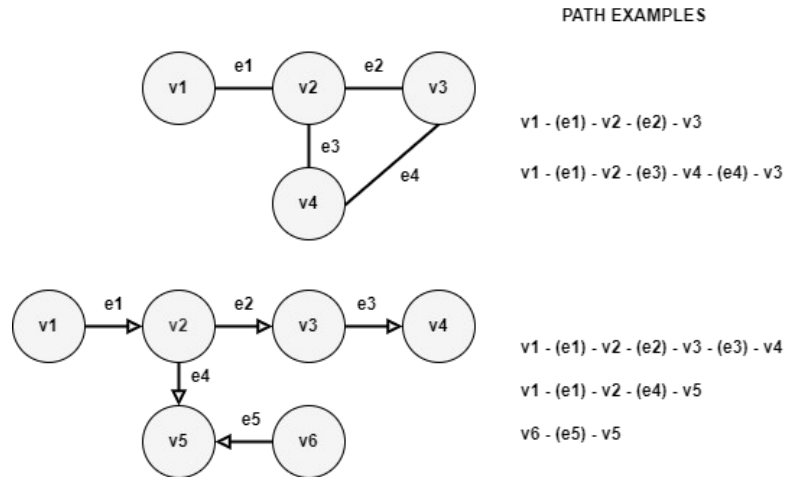 PATH EXAMPLES
e1 e2
v1 v2 v3
v1 - (e1) - v2 - (e2) - v3
e3
v1 - (e1) - v2 - (e3) - v4 - (e4) - v3
e4
v4
e1 e2 e3
v1 v2 v3 v4
v1 - (e1) - v2 - (e2) - v3 - (e3) - v4
e4
v1 - (e1) - v2 - (e4) - v5
e5
v5 v6
v6 - (e5) - v5